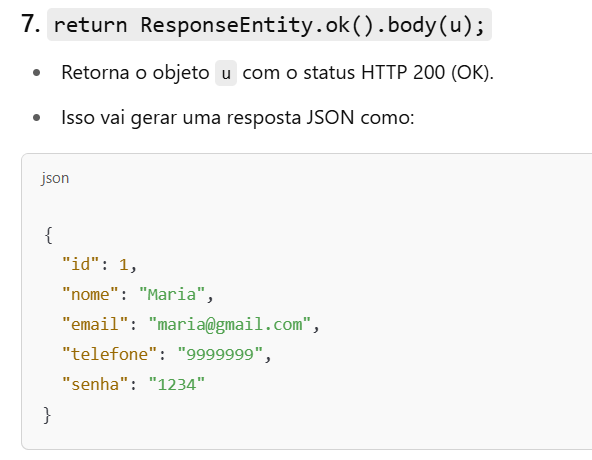 7. return ResponseEntity.ok().body(u);
• Retorna o objeto u com o status HTTP 200 (OK).
• Isso vai gerar uma resposta JSON como:
json
{
"id": 1,
"nome": "Maria",
"email": "maria@gmail.com",
"telefone": "9999999",
"senha": "1234"
}